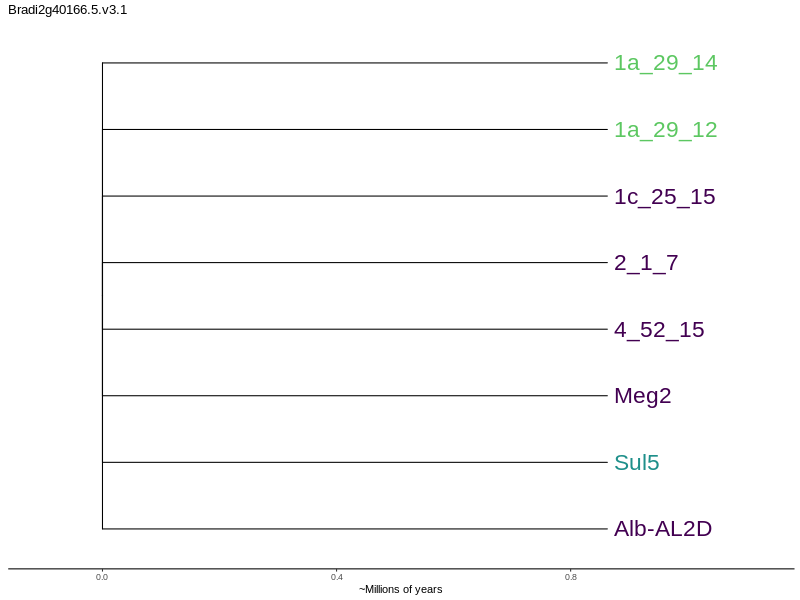 Bradi2g40166.5.v3.1
1a_29_14
1a_29_12
1c_25_15
2_1_7
4_52_15
Meg2
Sul5
Alb-AL2D
0.0 0.4 0.8
~Millions of years